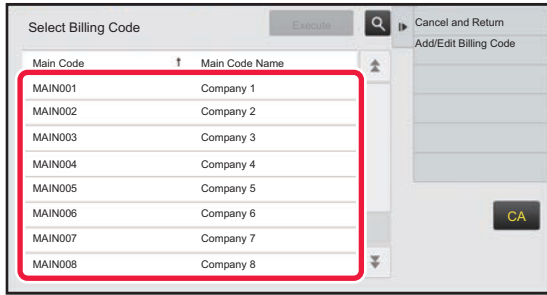 Select Billing Code
Execute
Cancel and Return
Add/Edit Billing Code
Main Code ↑ Main Code Name
MAIN001 Company 1
MAIN002 Company 2
MAIN003 Company 3
MAIN004 Company 4
MAIN005 Company 5
MAIN006 Company 6
MAIN007 Company 7
MAIN008 Company 8
CA